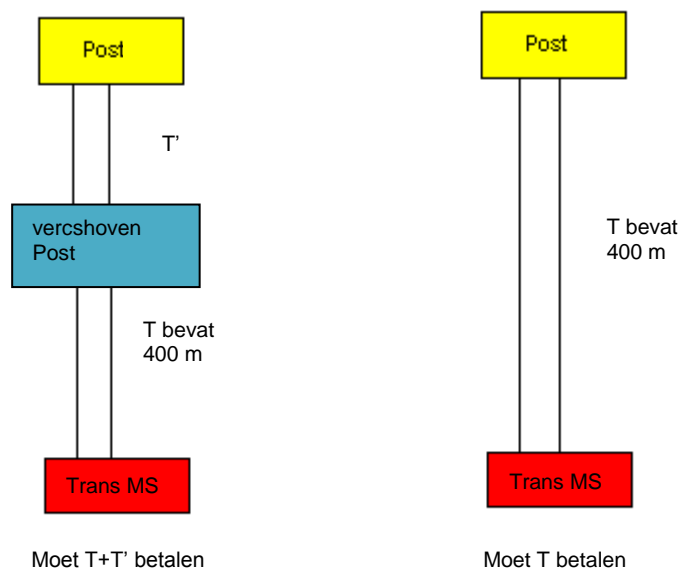 Post
T’
vercshoven
Post
T bevat
400 m
Trans MS
Moet T+T’ betalen
Post
T bevat
400 m
Trans MS
Moet T betalen